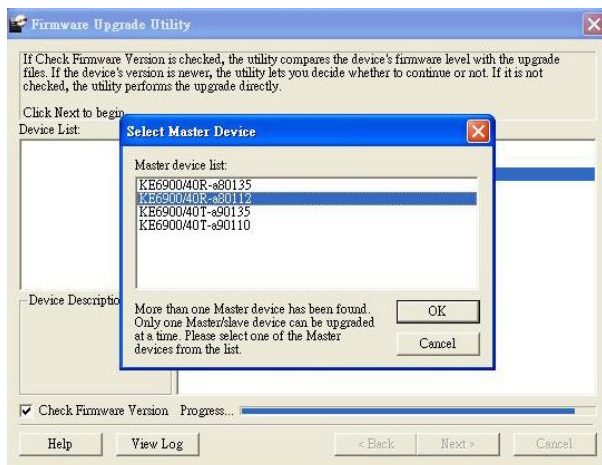 Firmware Upgrade Utility
If Check Firmware Version is checked, the utility compares the device's firmware level with the upgrade
files. If the device's version is newer, the utility lets you decide whether to continue or not. If it is not
checked, the utility performs the upgrade directly.
Click Next to begin
Device List:
Select Master Device
Master device list:
KE6900/40R-a80135
KE6900/40R-a80112
KE6900/40T-a90135
KE6900/40T-a90110
More than one Master device has been found.
Only one Master/slave device can be upgraded
at a time. Please select one of the Master
devices from the list.
OK
Cancel
Device Descriptio
Check Firmware Version Progress...
Help View Log < Back Next > Cancel